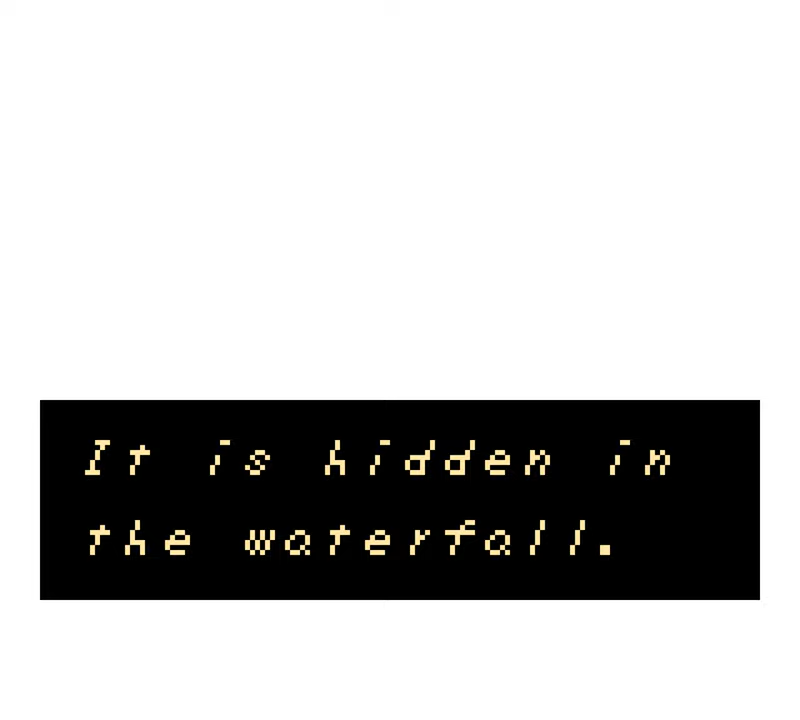 It is hidden in
the waterfall.